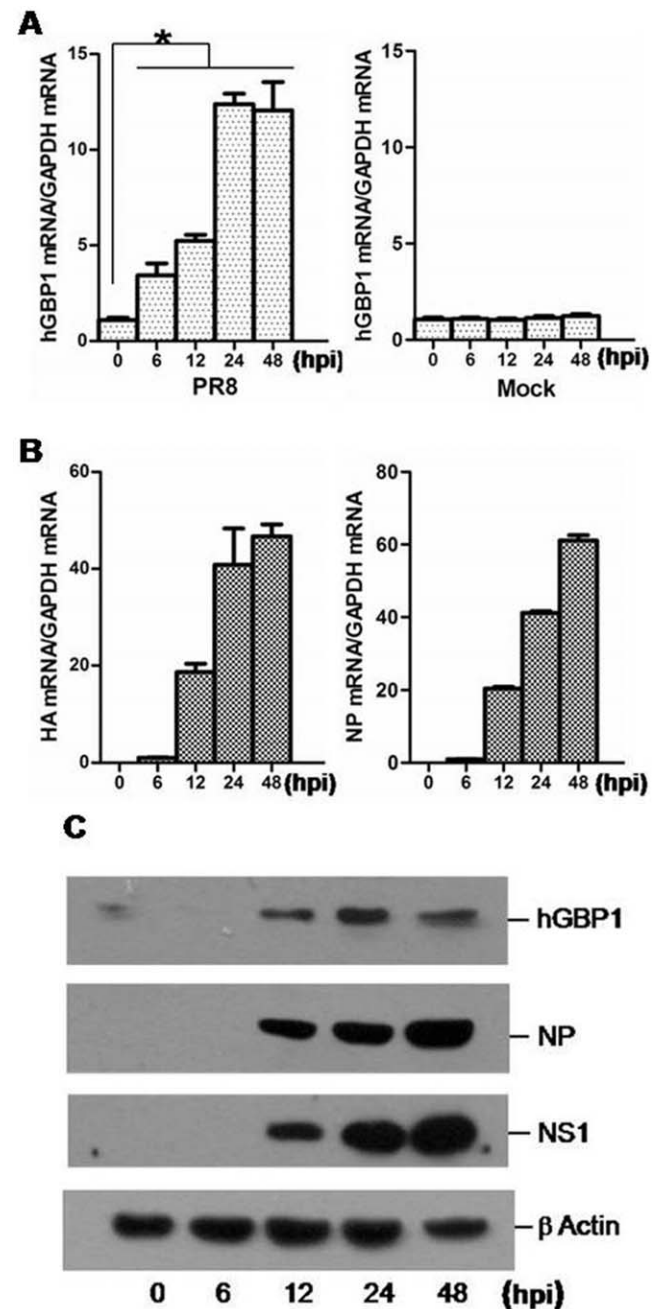 A
*
hGBP1 mRNA/GAPDH mRNA
15
10
5
0
0 6 12 24 48 (hpi)
PR8
hGBP1 mRNA/GAPDH mRNA
15
10
5
0
0 6 12 24 48 (hpi)
Mock
B
HA mRNA/GAPDH mRNA
60
40
20
0
0 6 12 24 48 (hpi)
NP mRNA/GAPDH mRNA
80
60
40
20
0
0 6 12 24 48 (hpi)
C
hGBP1
NP
NS1
β Actin
0 6 12 24 48 (hpi)